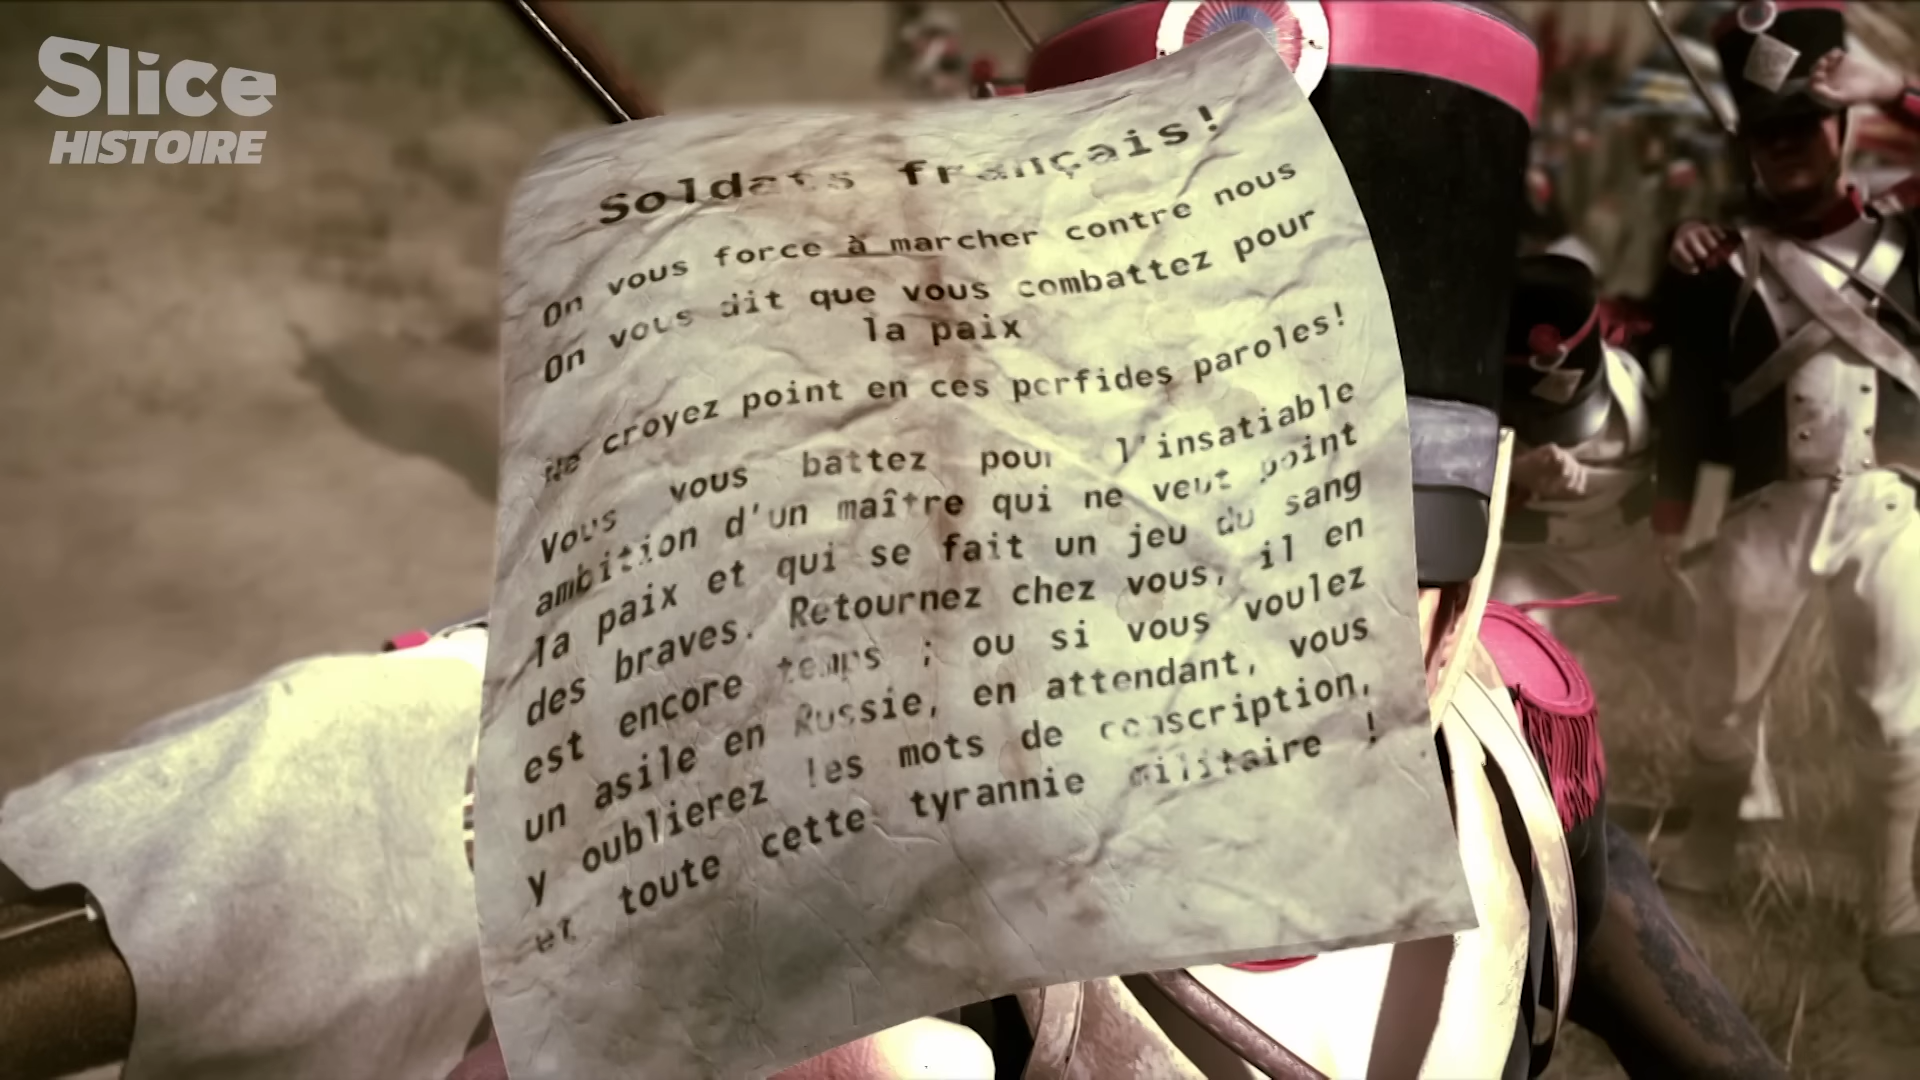 Slice
HISTOIRE
Soldats français!
On vous force à marcher contre nous
On vous dit que vous combattez pour
la paix
Ne croyez point en ces perfides paroles!
Vous vous battez pour l'insatiable
ambition d'un maître qui ne veut point
la paix et qui se fait un jeu du sang
des braves. Retournez chez vous, il en
est encore temps ; ou si vous voulez
un asile en Russie, en attendant, vous
y oublierez les mots de conscription,
et toute cette tyrannie militaire !